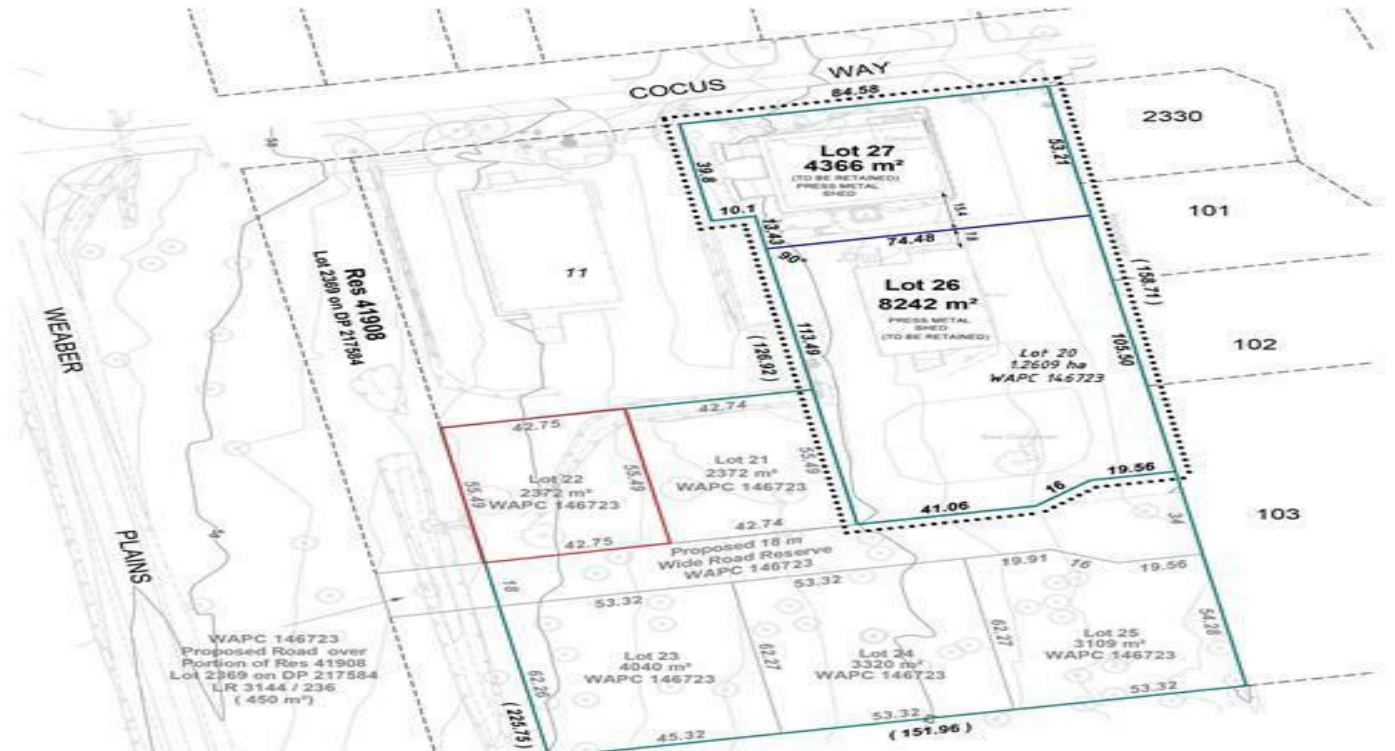 COCUS WAY
84.58
2330
Lot 27
4366 m²
(TO BE RETAINED)
PRESS METAL
SHED
53.21
39.8
10.1
13.43
101
15.4
7.8
74.48
90°
Res 41908
Lot 2369 on DP 217584
11
Lot 26
8242 m²
PRESS METAL
SHED
(TO BE RETAINED)
(158.71)
WEABER
113.49
(126.92)
105.50
Lot 20
1.2609 ha
WAPC 146723
102
42.75
42.74
Lot 22
2372 m²
WAPC 146723
55.49
55.49
Lot 21
2372 m²
WAPC 146723
55.49
19.56
16
41.06
34
103
42.75
42.74
Proposed 18 m
Wide Road Reserve
WAPC 146723
PLAINS
18
53.32
53.32
19.91
16
19.56
WAPC 146723
Proposed Road over
Portion of Res 41908
Lot 2369 on DP 217584
LR 3144 / 236
( 450 m²)
62.26
Lot 23
4040 m²
WAPC 146723
62.27
Lot 24
3320 m²
WAPC 146723
62.27
Lot 25
3109 m²
WAPC 146723
54.28
(225.75)
45.32
53.32
53.32
(151.96)